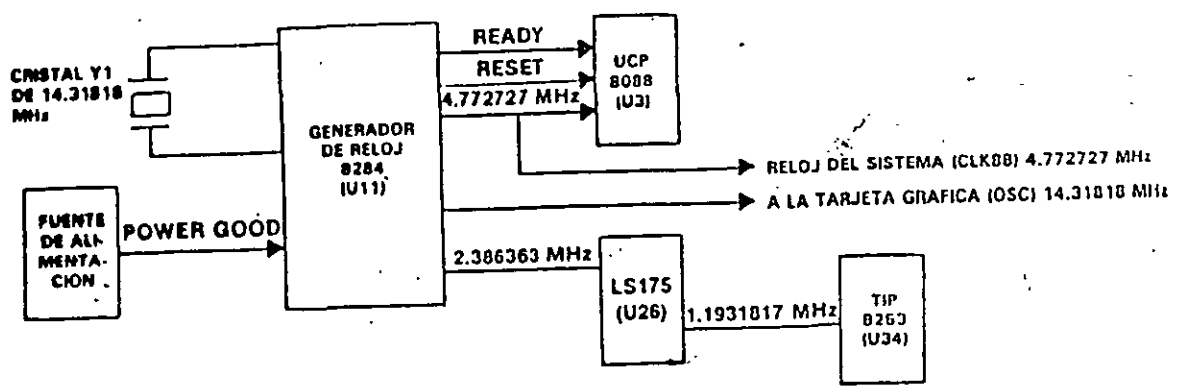 CRISTAL Y1
DE 14.31818
MHz
GENERADOR
DE RELOJ
8284
(U11)
READY
RESET
4.772727 MHz
UCP
8088
(U3)
RELOJ DEL SISTEMA (CLK88) 4.772727 MHz
A LA TARJETA GRAFICA (OSC) 14.31818 MHz
FUENTE
DE ALI-
MENTA-
CION
POWER GOOD
2.386363 MHz
LS175
(U26)
1.1931817 MHz
TIP
8253
(U34)